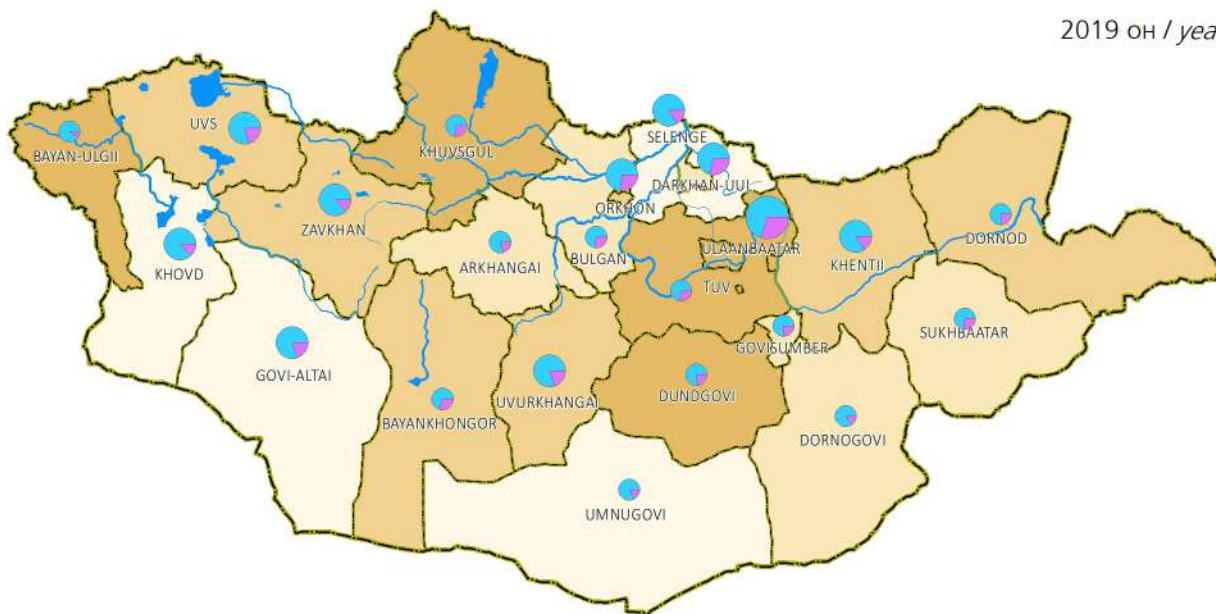 2019 он / yea
UVS
BAYAN-ULGII
KHUVSGUL
SELENGE
DARKHAN-UUL
ZAVKHAN
ORKHON
ULAANBAATAR
DORNOD
KHOVD
ARKHANGAI
BULGAN
KHENTII
TUV
SUKHBAATAR
GOVISUMBER
GOVI-ALTAI
UVURKHANGAI
DUNDGOVI
BAYANKHONGOR
DORNOGOVI
UMNUGOVI